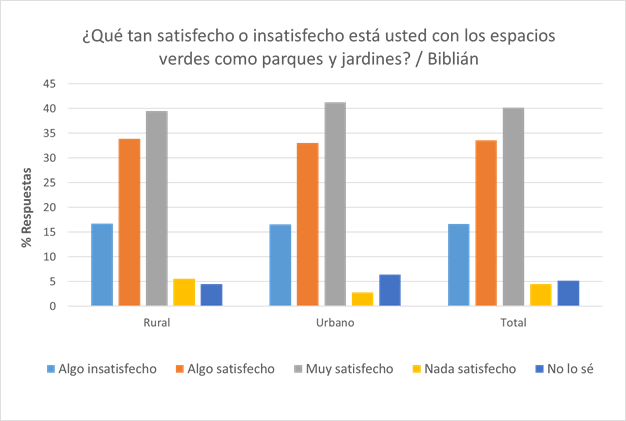 ¿Qué tan satisfecho o insatisfecho está usted con los espacios
verdes como parques y jardines? / Biblián
% Respuestas
45
40
35
30
25
20
15
10
5
0
Rural Urbano Total
Algo insatisfecho Algo satisfecho Muy satisfecho Nada satisfecho No lo sé